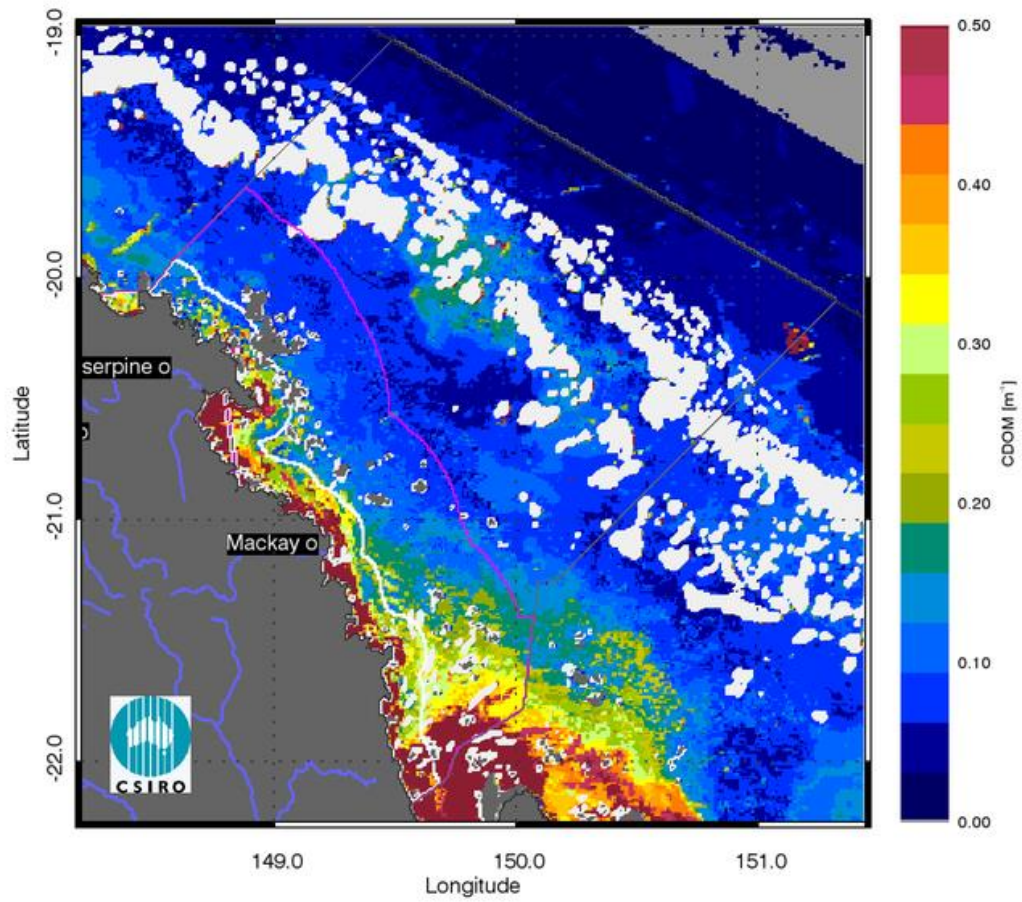 -19.0
-20.0
-21.0
-22.0
Latitude
serpine o
o
Mackay o
CSIRO
149.0
150.0
151.0
Longitude
0.50
0.40
0.30
0.20
0.10
0.00
CDOM [m⁻¹]